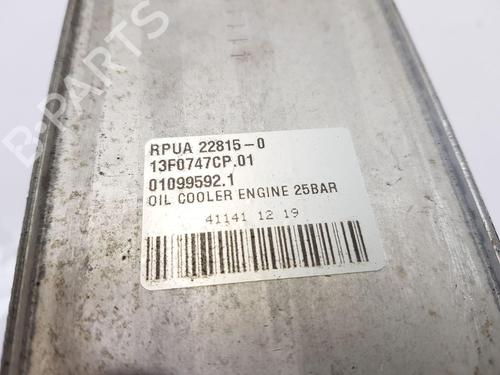 B-PARTS
RPUA 22815-0
13F0747CP.01
01099592.1
OIL COOLER ENGINE 25BAR
41141 12 19